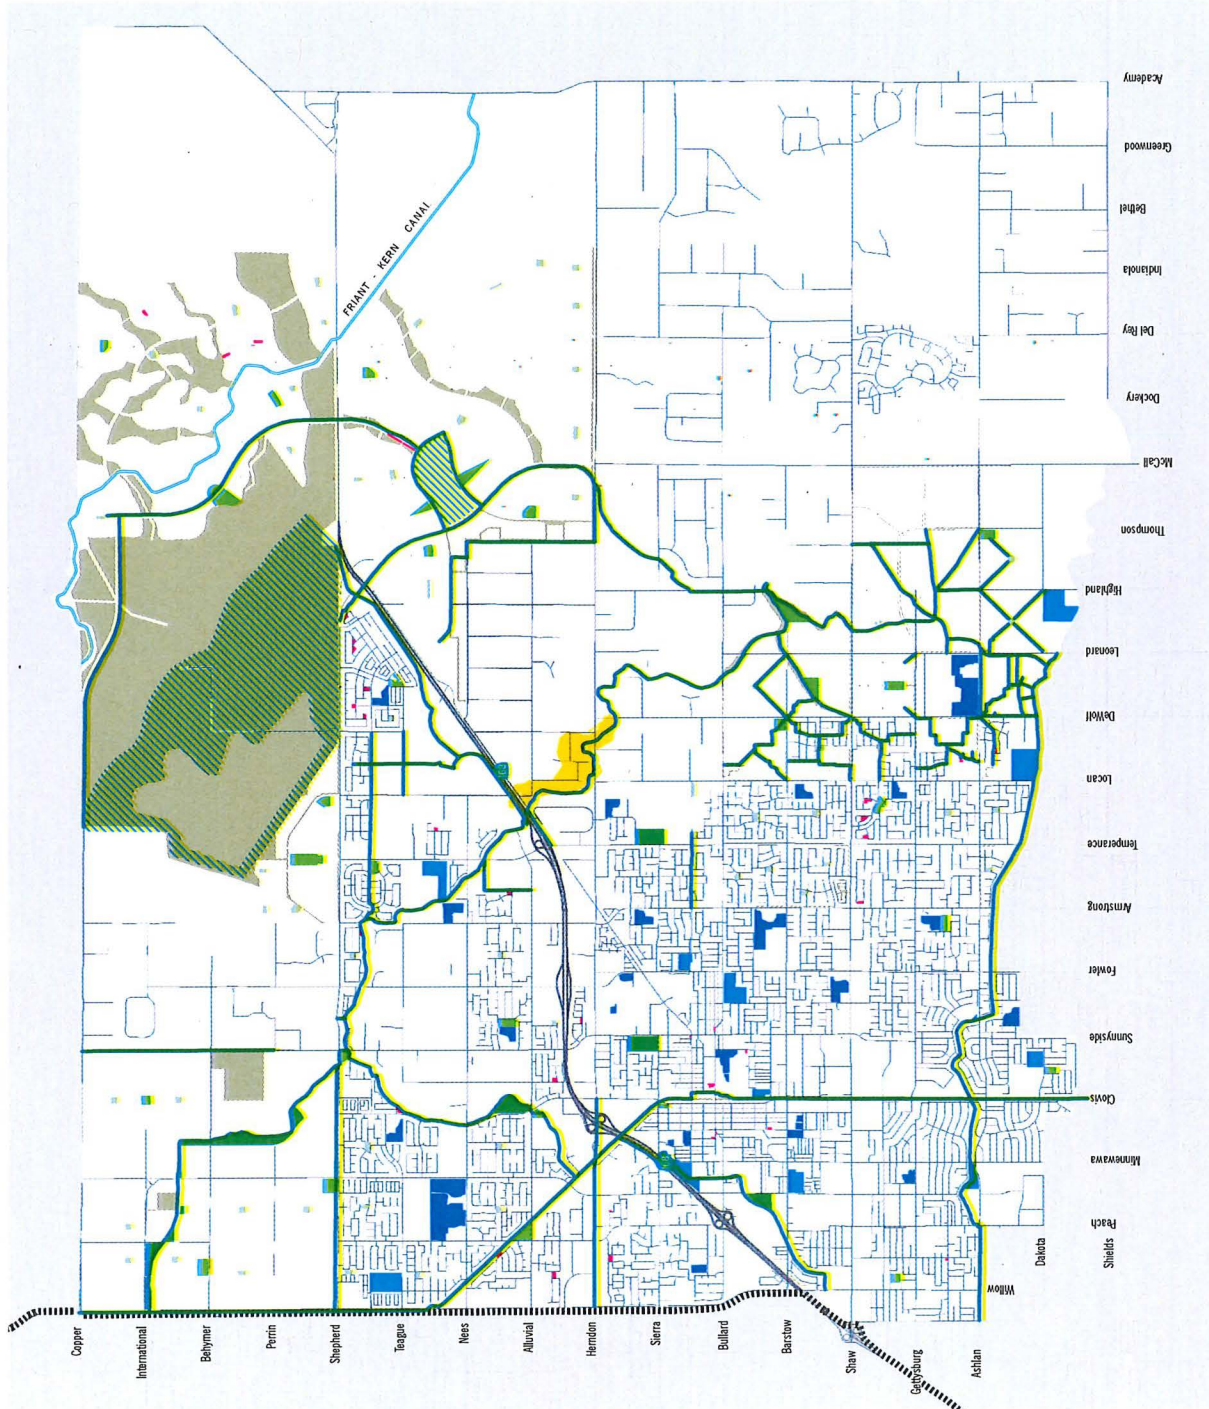 Academy
Greenwood
Bethel
Indianola
Del Rey
Dockery
McCall
Thompson
Highland
Leonard
DeWolf
Locan
Temperance
Armstrong
Fowler
Sunnyside
Clovis
Minnewawa
Peach
Willow
FRIANT - KERN CANAL
Copper
International
Behymer
Perrin
Shepherd
Teague
Nees
Alluvial
Herndon
Sierra
Bullard
Barstow
Shaw
Gettysburg
Ashlan
Dakota
Shields